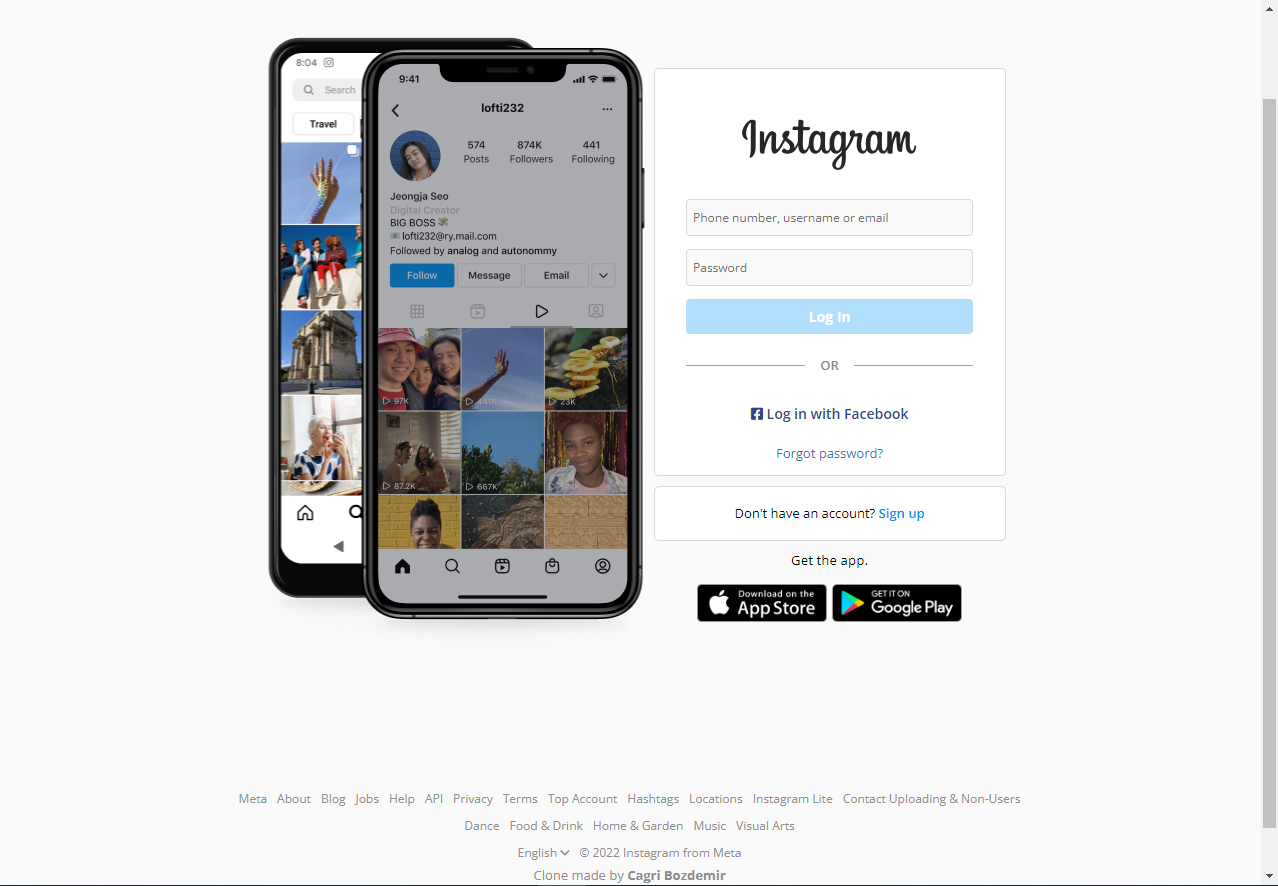 8:04
Search
Travel
9:41
lofti232
574 874K 441
Posts Followers Following
Jeongja Seo
Digital Creator
BIG BOSS
lofti232@ry.mail.com
Followed by analog and autonommy
Follow Message Email
97K 441K 23K
87.2K 667K
Instagram
Phone number, username or email
Password
Log In
OR
Log in with Facebook
Forgot password?
Don't have an account? Sign up
Get the app.
Download on the App Store
GET IT ON Google Play
Meta About Blog Jobs Help API Privacy Terms Top Account Hashtags Locations Instagram Lite Contact Uploading & Non-Users
Dance Food & Drink Home & Garden Music Visual Arts
English © 2022 Instagram from Meta
Clone made by Cagri Bozdemir